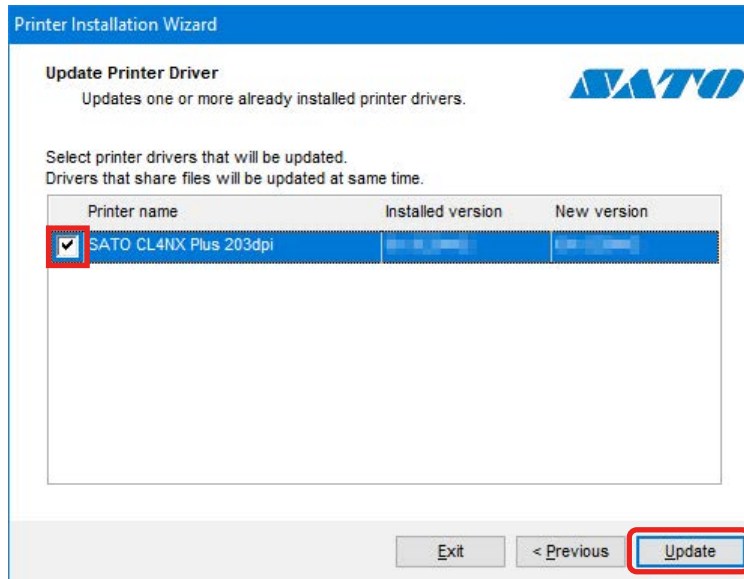 Printer Installation Wizard
Update Printer Driver
SATO
Updates one or more already installed printer drivers.
Select printer drivers that will be updated.
Drivers that share files will be updated at same time.
Printer name Installed version New version
SATO CL4NX Plus 203dpi
Exit < Previous Update